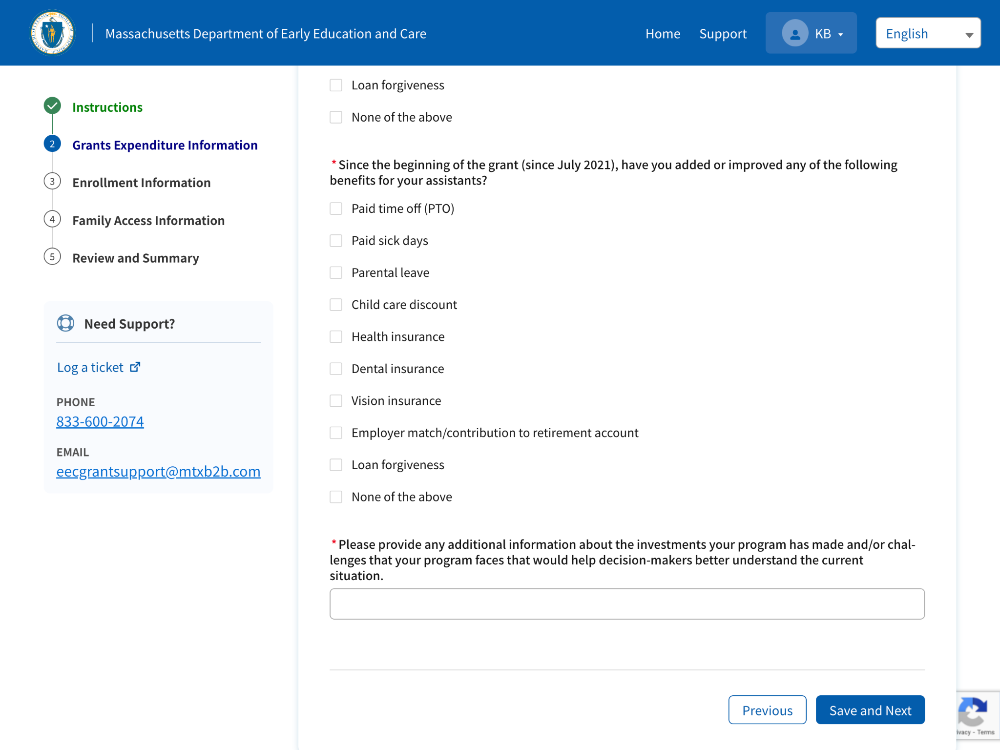 Massachusetts Department of Early Education and Care
Home
Support
KB
English
Instructions
2
Grants Expenditure Information
3
Enrollment Information
4
Family Access Information
5
Review and Summary
Need Support?
Log a ticket
PHONE
833-600-2074
EMAIL
eecgrantsupport@mtxb2b.com
Loan forgiveness
None of the above
*Since the beginning of the grant (since July 2021), have you added or improved any of the following
benefits for your assistants?
Paid time off (PTO)
Paid sick days
Parental leave
Child care discount
Health insurance
Dental insurance
Vision insurance
Employer match/contribution to retirement account
Loan forgiveness
None of the above
*Please provide any additional information about the investments your program has made and/or chal-
lenges that your program faces that would help decision-makers better understand the current
situation.
Previous
Save and Next
ivacy - Terms